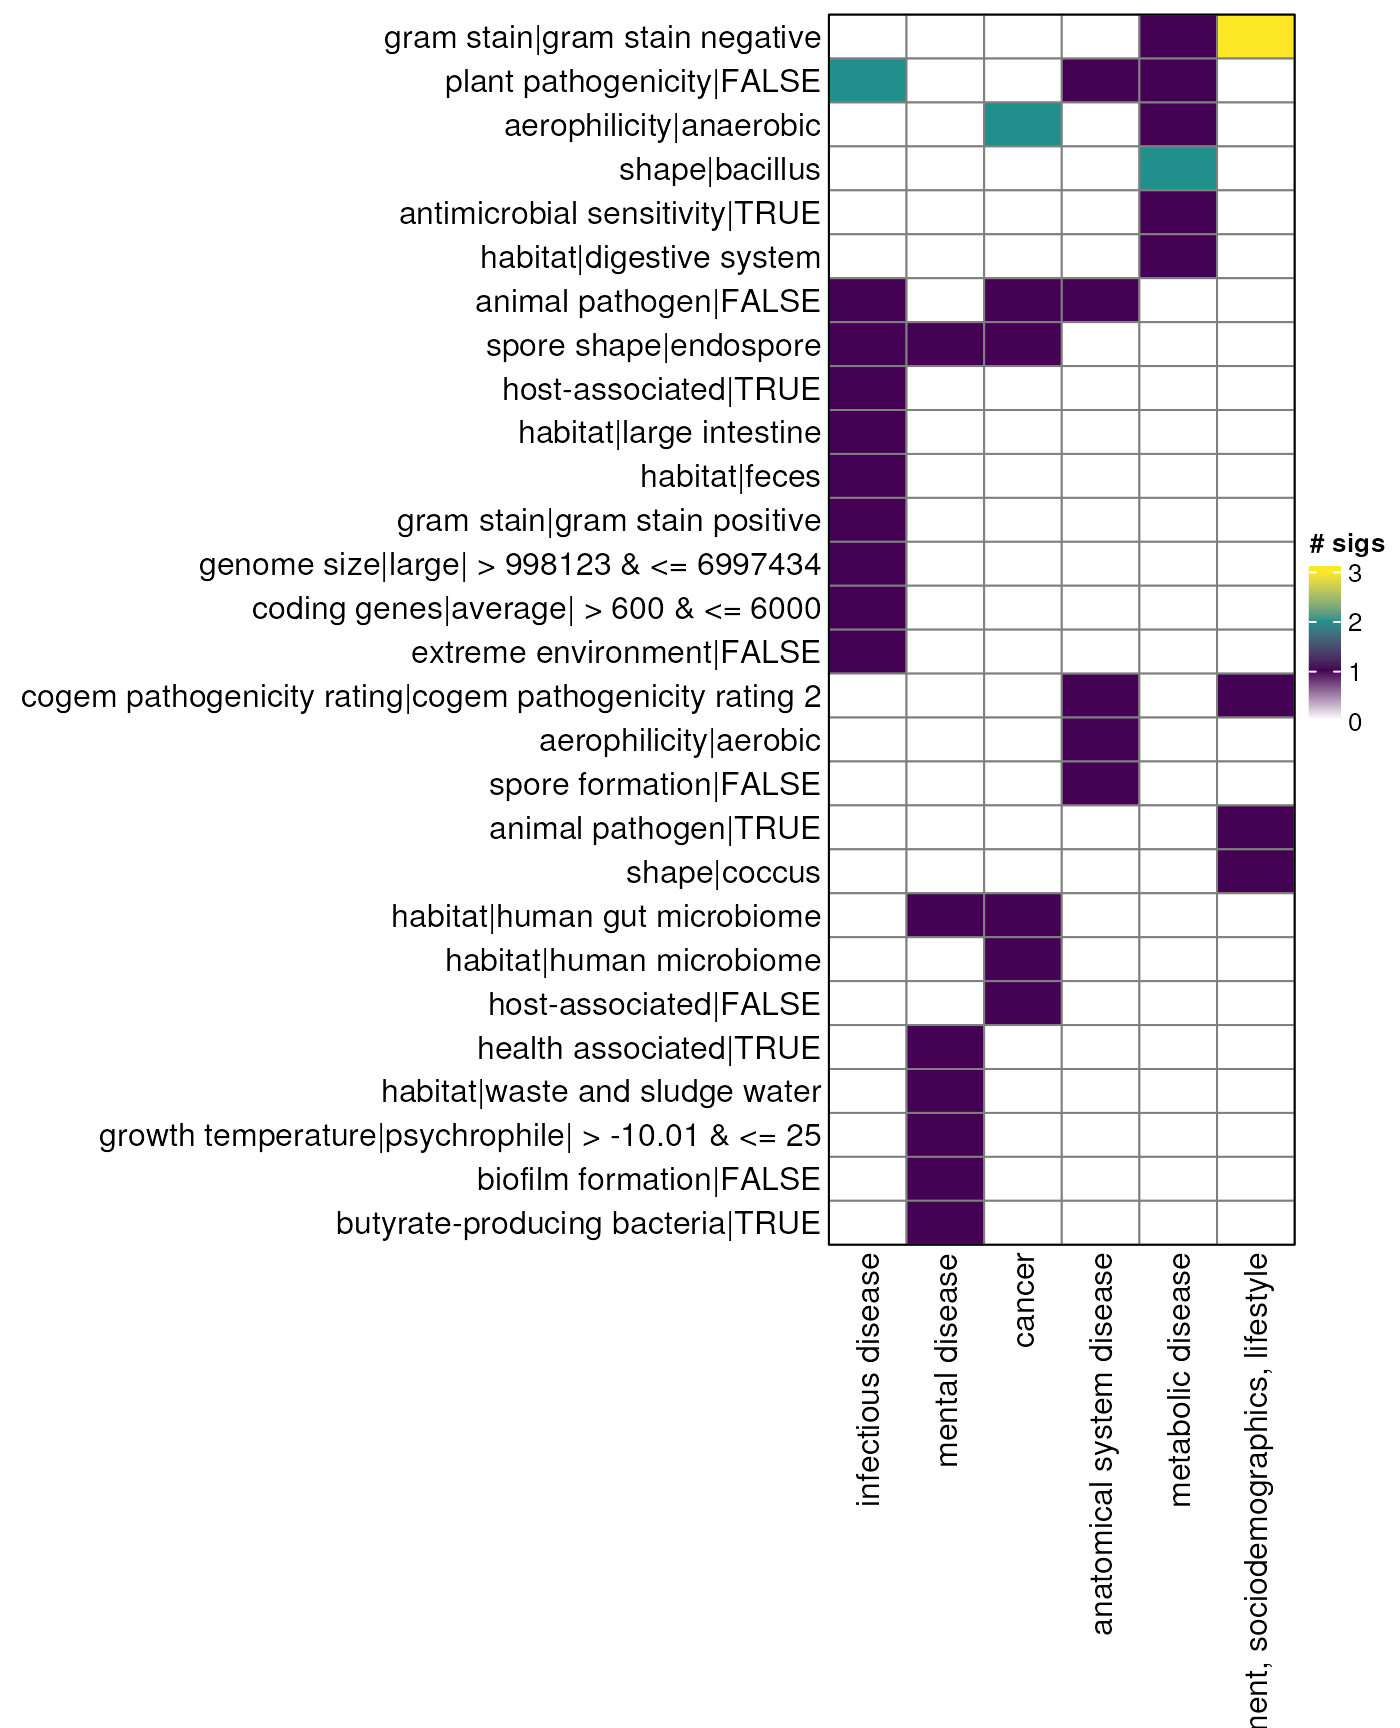 gram stain|gram stain negative
plant pathogenicity|FALSE
aerophilicity|anaerobic
shape|bacillus
antimicrobial sensitivity|TRUE
habitat|digestive system
animal pathogen|FALSE
spore shape|endospore
host-associated|TRUE
habitat|large intestine
habitat|feces
gram stain|gram stain positive
genome size|large| > 998123 & <= 6997434
coding genes|average| > 600 & <= 6000
extreme environment|FALSE
cogem pathogenicity rating|cogem pathogenicity rating 2
aerophilicity|aerobic
spore formation|FALSE
animal pathogen|TRUE
shape|coccus
habitat|human gut microbiome
habitat|human microbiome
host-associated|FALSE
health associated|TRUE
habitat|waste and sludge water
growth temperature|psychrophile| > -10.01 & <= 25
biofilm formation|FALSE
butyrate-producing bacteria|TRUE
# sigs
3
2
1
0
infectious disease
mental disease
cancer
anatomical system disease
metabolic disease
ment, sociodemographics, lifestyle